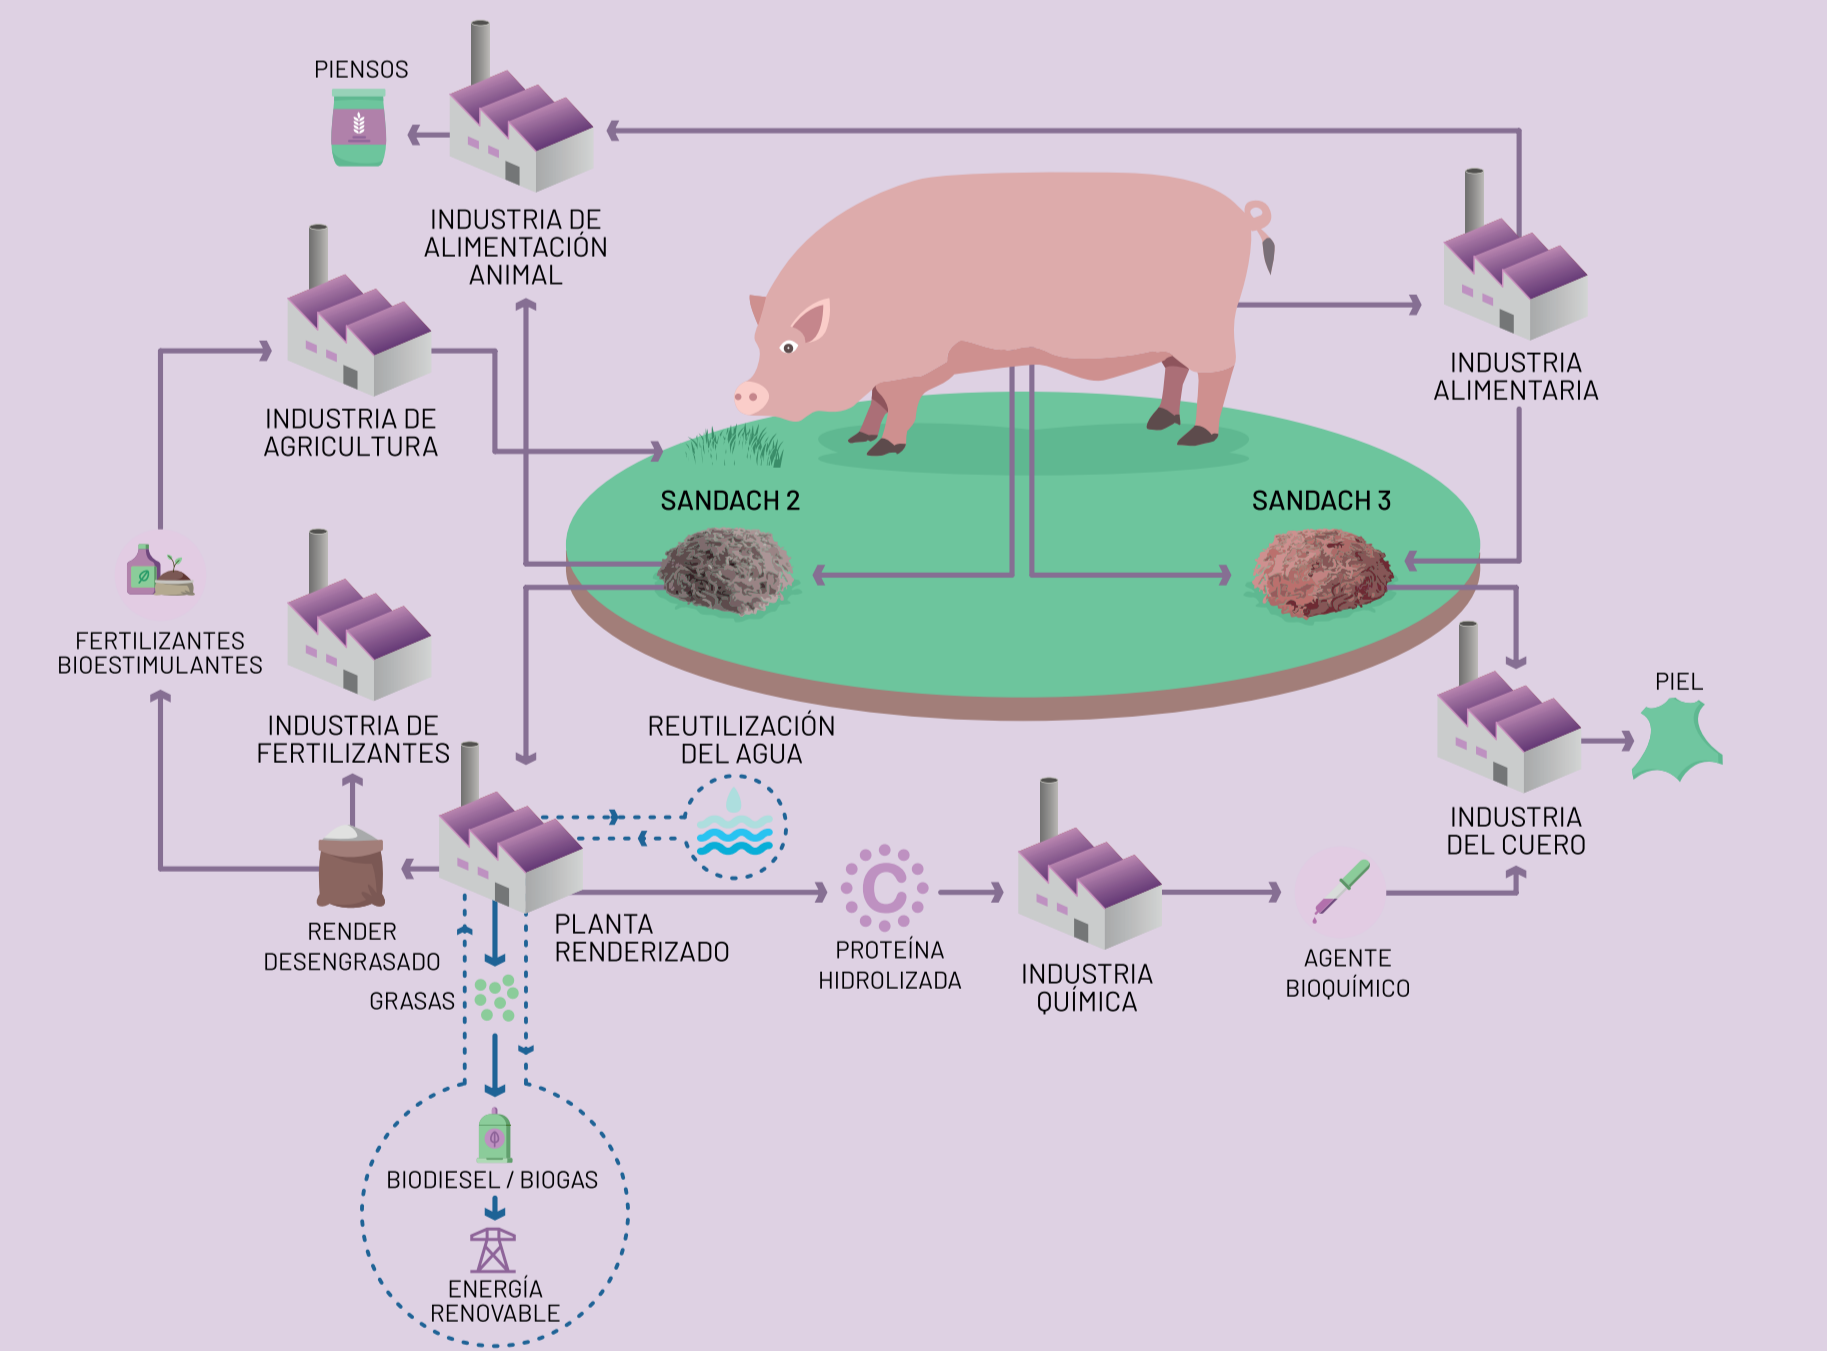 PIENSOS
INDUSTRIA DE
ALIMENTACIÓN
ANIMAL
INDUSTRIA
ALIMENTARIA
INDUSTRIA DE
AGRICULTURA
SANDACH 2
SANDACH 3
FERTILIZANTES
BIOESTIMULANTES
INDUSTRIA DE
FERTILIZANTES
REUTILIZACIÓN
DEL AGUA
PIEL
INDUSTRIA
DEL CUERO
RENDER
DESENGRASADO
PLANTA
RENDERIZADO
C
PROTEÍNA
HIDROLIZADA
INDUSTRIA
QUÍMICA
AGENTE
BIOQUÍMICO
GRASAS
BIODIESEL / BIOGAS
ENERGÍA
RENOVABLE